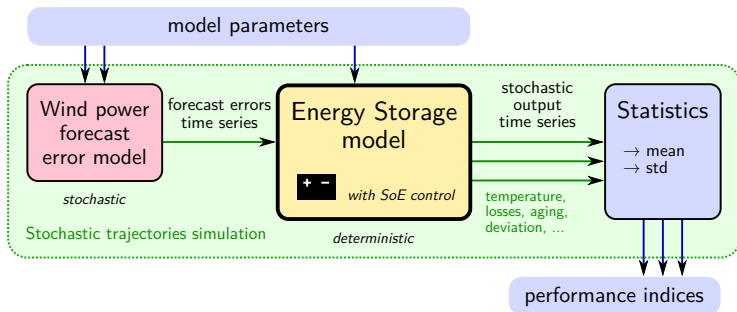 model parameters
Wind power
forecast
error model
stochastic
forecast errors
time series
Energy Storage
model
+ −
with SoE control
deterministic
stochastic
output
time series
temperature,
losses, aging,
deviation, ...
Statistics
→ mean
→ std
Stochastic trajectories simulation
performance indices